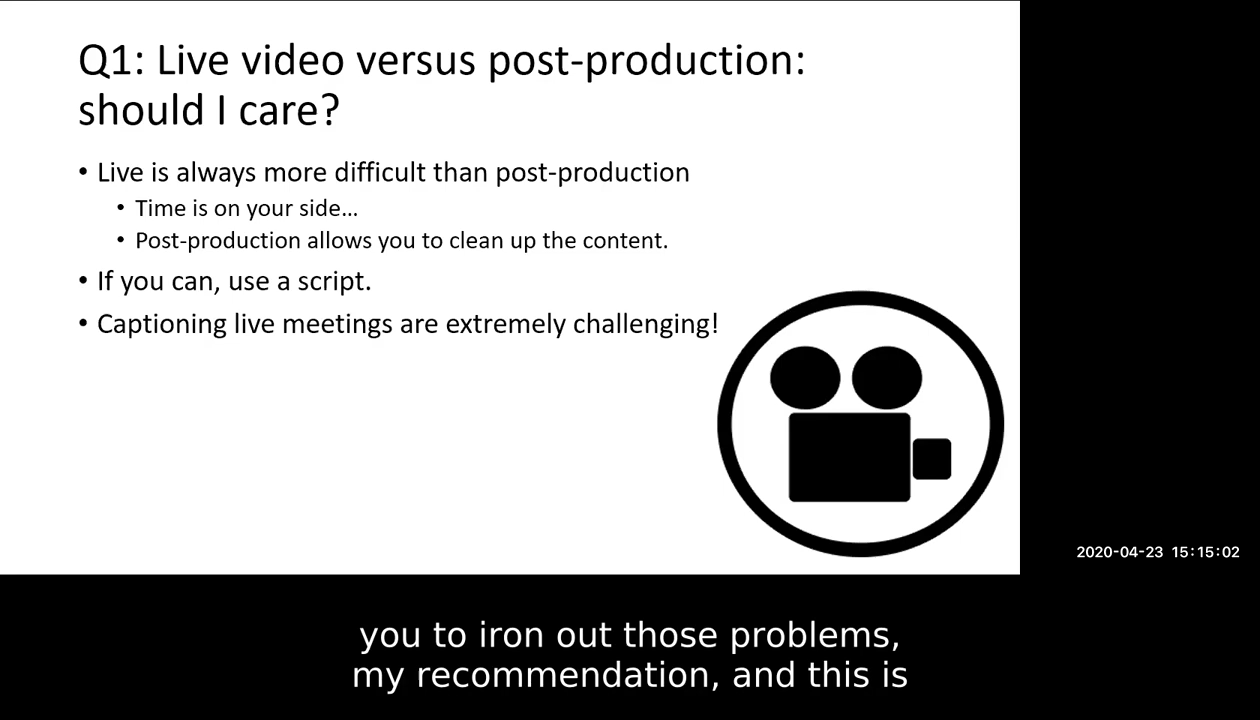 Q1: Live video versus post-production:
should I care?
• Live is always more difficult than post-production
• Time is on your side…
• Post-production allows you to clean up the content.
• If you can, use a script.
• Captioning live meetings are extremely challenging!
2020-04-23 15:15:02
you to iron out those problems,
my recommendation, and this is